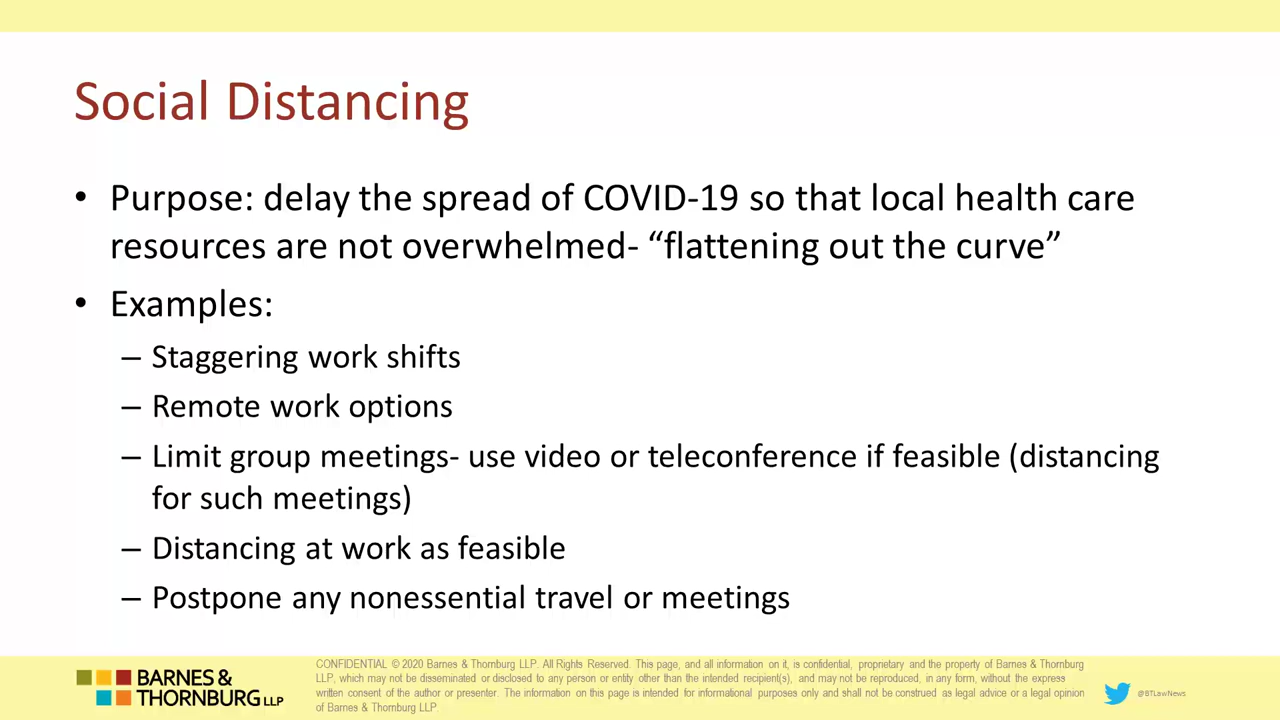 Social Distancing
• Purpose: delay the spread of COVID-19 so that local health care
resources are not overwhelmed- “flattening out the curve”
• Examples:
– Staggering work shifts
– Remote work options
– Limit group meetings- use video or teleconference if feasible (distancing
for such meetings)
– Distancing at work as feasible
– Postpone any nonessential travel or meetings
BARNES &
THORNBURG LLP
CONFIDENTIAL © 2020 Barnes & Thornburg LLP. All Rights Reserved. This page, and all information on it, is confidential, proprietary and the property of Barnes & Thornburg
LLP, which may not be disseminated or disclosed to any person or entity other than the intended recipient(s), and may not be reproduced, in any form, without the express
written consent of the author or presenter. The information on this page is intended for informational purposes only and shall not be construed as legal advice or a legal opinion
of Barnes & Thornburg LLP.
@BTLawNews